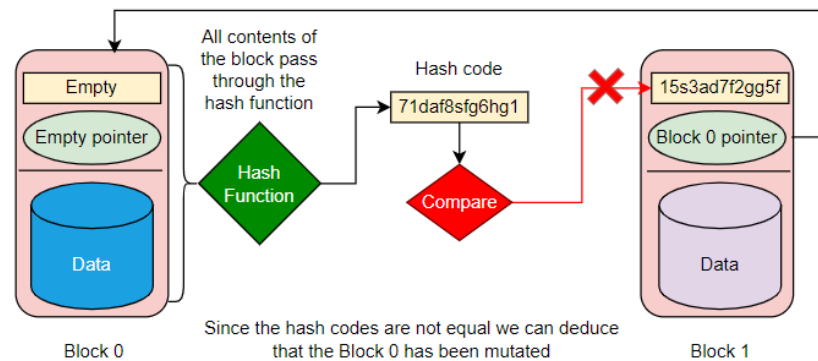 All contents of
the block pass
through the
hash function
Hash code
Empty
71daf8sfg6hg1
15s3ad7f2gg5f
Empty pointer
Block 0 pointer
Hash
Function
Compare
Data
Data
Since the hash codes are not equal we can deduce
that the Block 0 has been mutated
Block 0
Block 1